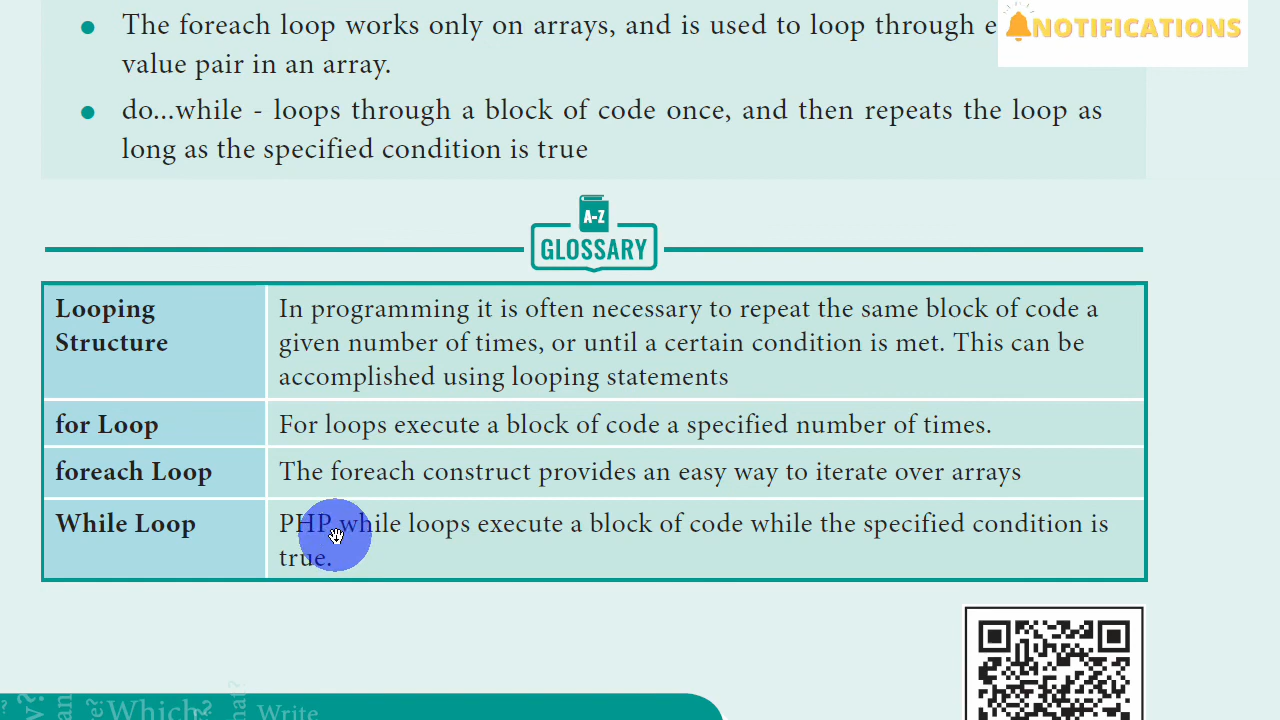 The foreach loop works only on arrays, and is used to loop through
NOTIFICATIONS
value pair in an array.
do...while - loops through a block of code once, and then repeats the loop as
long as the specified condition is true
A-Z
GLOSSARY
Looping
Structure
In programming it is often necessary to repeat the same block of code a
given number of times, or until a certain condition is met. This can be
accomplished using looping statements
for Loop
For loops execute a block of code a specified number of times.
foreach Loop
The foreach construct provides an easy way to iterate over arrays
While Loop
PHP while loops execute a block of code while the specified condition is
true.
Which?
Write